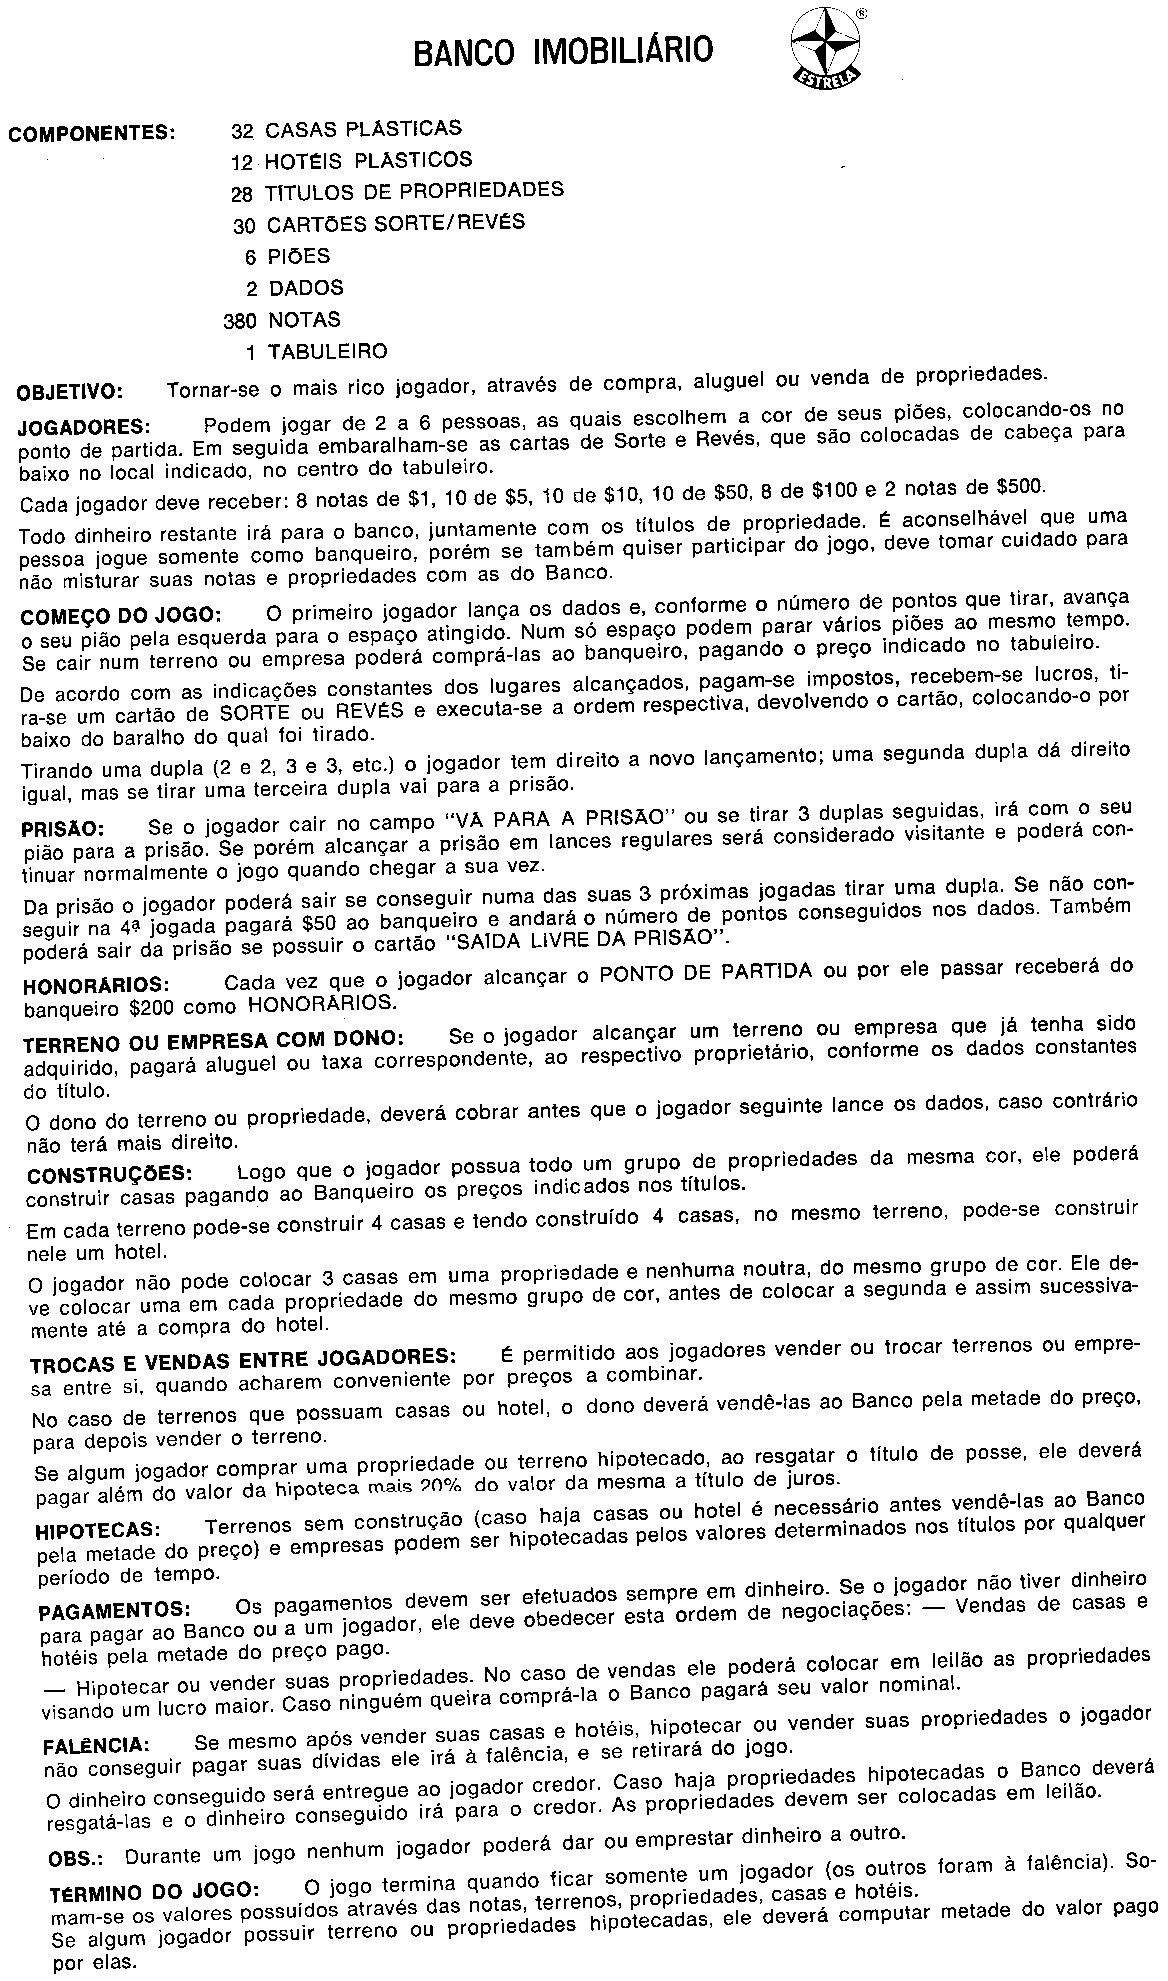 BANCO IMOBILIÁRIO
®
ESTRELA
COMPONENTES: 32 CASAS PLÁSTICAS
12 HOTÉIS PLÁSTICOS
28 TÍTULOS DE PROPRIEDADES
30 CARTÕES SORTE/REVÉS
6 PIÕES
2 DADOS
380 NOTAS
1 TABULEIRO
OBJETIVO: Tornar-se o mais rico jogador, através de compra, aluguel ou venda de propriedades.
JOGADORES: Podem jogar de 2 a 6 pessoas, as quais escolhem a cor de seus piões, colocando-os no
ponto de partida. Em seguida embaralham-se as cartas de Sorte e Revés, que são colocadas de cabeça para
baixo no local indicado, no centro do tabuleiro.
Cada jogador deve receber: 8 notas de $1, 10 de $5, 10 de $10, 10 de $50, 8 de $100 e 2 notas de $500.
Todo dinheiro restante irá para o banco, juntamente com os títulos de propriedade. É aconselhável que uma
pessoa jogue somente como banqueiro, porém se também quiser participar do jogo, deve tomar cuidado para
não misturar suas notas e propriedades com as do Banco.
COMEÇO DO JOGO: O primeiro jogador lança os dados e, conforme o número de pontos que tirar, avança
o seu pião pela esquerda para o espaço atingido. Num só espaço podem parar vários piões ao mesmo tempo.
Se cair num terreno ou empresa poderá comprá-las ao banqueiro, pagando o preço indicado no tabuleiro.
De acordo com as indicações constantes dos lugares alcançados, pagam-se impostos, recebem-se lucros, ti-
ra-se um cartão de SORTE ou REVÉS e executa-se a ordem respectiva, devolvendo o cartão, colocando-o por
baixo do baralho do qual foi tirado.
Tirando uma dupla (2 e 2, 3 e 3, etc.) o jogador tem direito a novo lançamento; uma segunda dupla dá direito
igual, mas se tirar uma terceira dupla vai para a prisão.
PRISÃO: Se o jogador cair no campo "VÁ PARA A PRISÃO" ou se tirar 3 duplas seguidas, irá com o seu
pião para a prisão. Se porém alcançar a prisão em lances regulares será considerado visitante e poderá con-
tinuar normalmente o jogo quando chegar a sua vez.
Da prisão o jogador poderá sair se conseguir numa das suas 3 próximas jogadas tirar uma dupla. Se não con-
seguir na 4ª jogada pagará $50 ao banqueiro e andará o número de pontos conseguidos nos dados. Também
poderá sair da prisão se possuir o cartão "SAÍDA LIVRE DA PRISÃO".
HONORÁRIOS: Cada vez que o jogador alcançar o PONTO DE PARTIDA ou por ele passar receberá do
banqueiro $200 como HONORÁRIOS.
TERRENO OU EMPRESA COM DONO: Se o jogador alcançar um terreno ou empresa que já tenha sido
adquirido, pagará aluguel ou taxa correspondente, ao respectivo proprietário, conforme os dados constantes
do título.
O dono do terreno ou propriedade, deverá cobrar antes que o jogador seguinte lance os dados, caso contrário
não terá mais direito.
CONSTRUÇÕES: Logo que o jogador possua todo um grupo de propriedades da mesma cor, ele poderá
construir casas pagando ao Banqueiro os preços indicados nos títulos.
Em cada terreno pode-se construir 4 casas e tendo construído 4 casas, no mesmo terreno, pode-se construir
nele um hotel.
O jogador não pode colocar 3 casas em uma propriedade e nenhuma noutra, do mesmo grupo de cor. Ele de-
ve colocar uma em cada propriedade do mesmo grupo de cor, antes de colocar a segunda e assim sucessiva-
mente até a compra do hotel.
TROCAS E VENDAS ENTRE JOGADORES: É permitido aos jogadores vender ou trocar terrenos ou empre-
sa entre si, quando acharem conveniente por preços a combinar.
No caso de terrenos que possuam casas ou hotel, o dono deverá vendê-las ao Banco pela metade do preço,
para depois vender o terreno.
Se algum jogador comprar uma propriedade ou terreno hipotecado, ao resgatar o título de posse, ele deverá
pagar além do valor da hipoteca mais 20% do valor da mesma a título de juros.
HIPOTECAS: Terrenos sem construção (caso haja casas ou hotel é necessário antes vendê-las ao Banco
pela metade do preço) e empresas podem ser hipotecadas pelos valores determinados nos títulos por qualquer
período de tempo.
PAGAMENTOS: Os pagamentos devem ser efetuados sempre em dinheiro. Se o jogador não tiver dinheiro
para pagar ao Banco ou a um jogador, ele deve obedecer esta ordem de negociações: — Vendas de casas e
hotéis pela metade do preço pago.
— Hipotecar ou vender suas propriedades. No caso de vendas ele poderá colocar em leilão as propriedades
visando um lucro maior. Caso ninguém queira comprá-la o Banco pagará seu valor nominal.
FALÊNCIA: Se mesmo após vender suas casas e hotéis, hipotecar ou vender suas propriedades o jogador
não conseguir pagar suas dívidas ele irá à falência, e se retirará do jogo.
O dinheiro conseguido será entregue ao jogador credor. Caso haja propriedades hipotecadas o Banco deverá
resgatá-las e o dinheiro conseguido irá para o credor. As propriedades devem ser colocadas em leilão.
OBS.: Durante um jogo nenhum jogador poderá dar ou emprestar dinheiro a outro.
TÉRMINO DO JOGO: O jogo termina quando ficar somente um jogador (os outros foram à falência). So-
mam-se os valores possuídos através das notas, terrenos, propriedades, casas e hotéis.
Se algum jogador possuir terreno ou propriedades hipotecadas, ele deverá computar metade do valor pago
por elas.